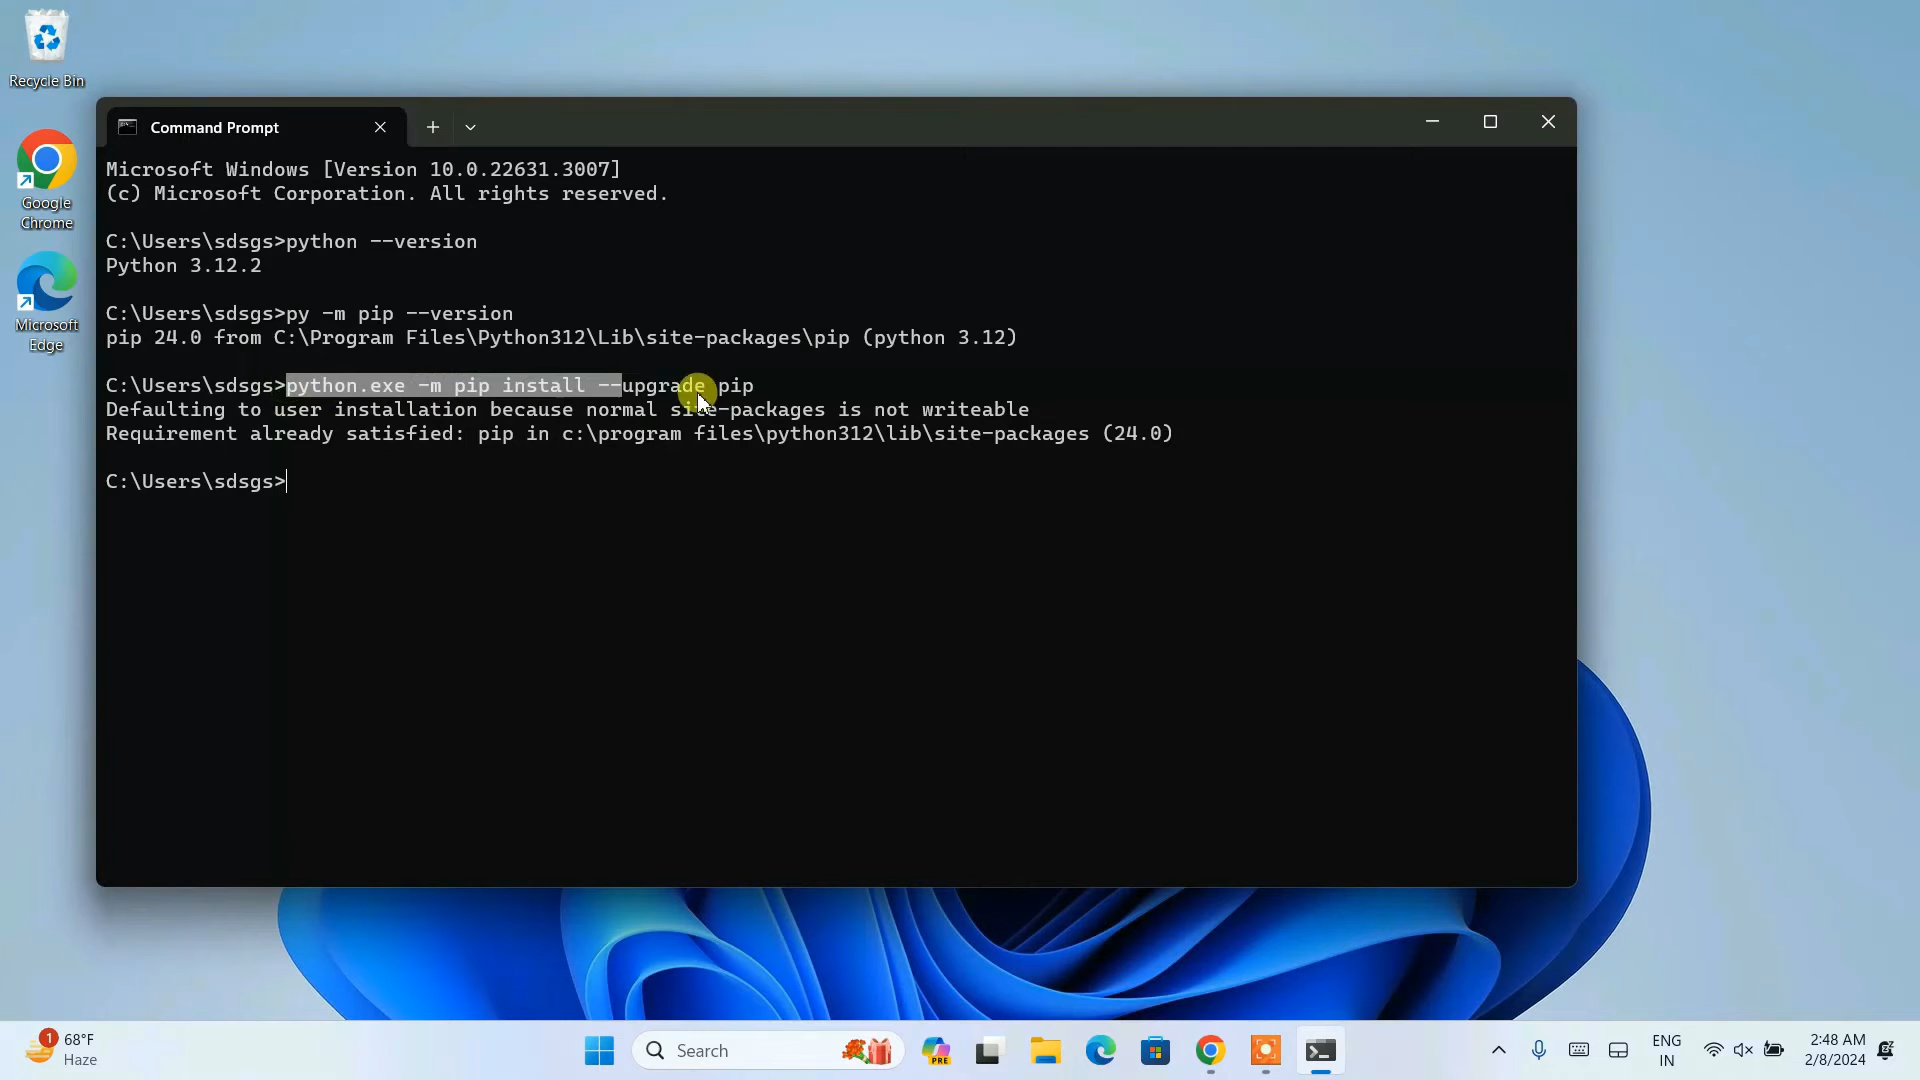 Recycle Bin
Google
Chrome
Microsoft
Edge
Command Prompt
Microsoft Windows [Version 10.0.22631.3007]
(c) Microsoft Corporation. All rights reserved.
C:\Users\sdsgs>python --version
Python 3.12.2
C:\Users\sdsgs>py -m pip --version
pip 24.0 from C:\Program Files\Python312\Lib\site-packages\pip (python 3.12)
C:\Users\sdsgs>python.exe -m pip install --upgrade pip
Defaulting to user installation because normal site-packages is not writeable
Requirement already satisfied: pip in c:\program files\python312\lib\site-packages (24.0)
C:\Users\sdsgs>
1
68°F
Haze
Search
PRE
ENG
IN
2:48 AM
2/8/2024